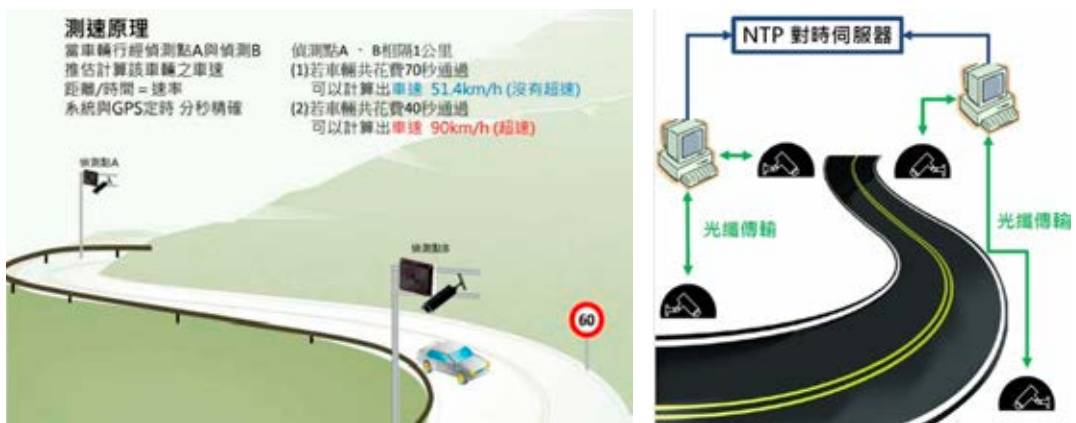 測速原理
當車輛行經偵測點A與偵測B
推估計算該車輛之車速
距離/時間=速率
系統與GPS定時 分秒精確
偵測點A、B相隔1公里
(1)若車輛共花費70秒通過
可以計算出車速 51.4km/h (沒有超速)
(2)若車輛共花費40秒通過
可以計算出車速 90km/h (超速)
偵測點A
偵測點B
60
NTP 對時伺服器
光纖傳輸
光纖傳輸